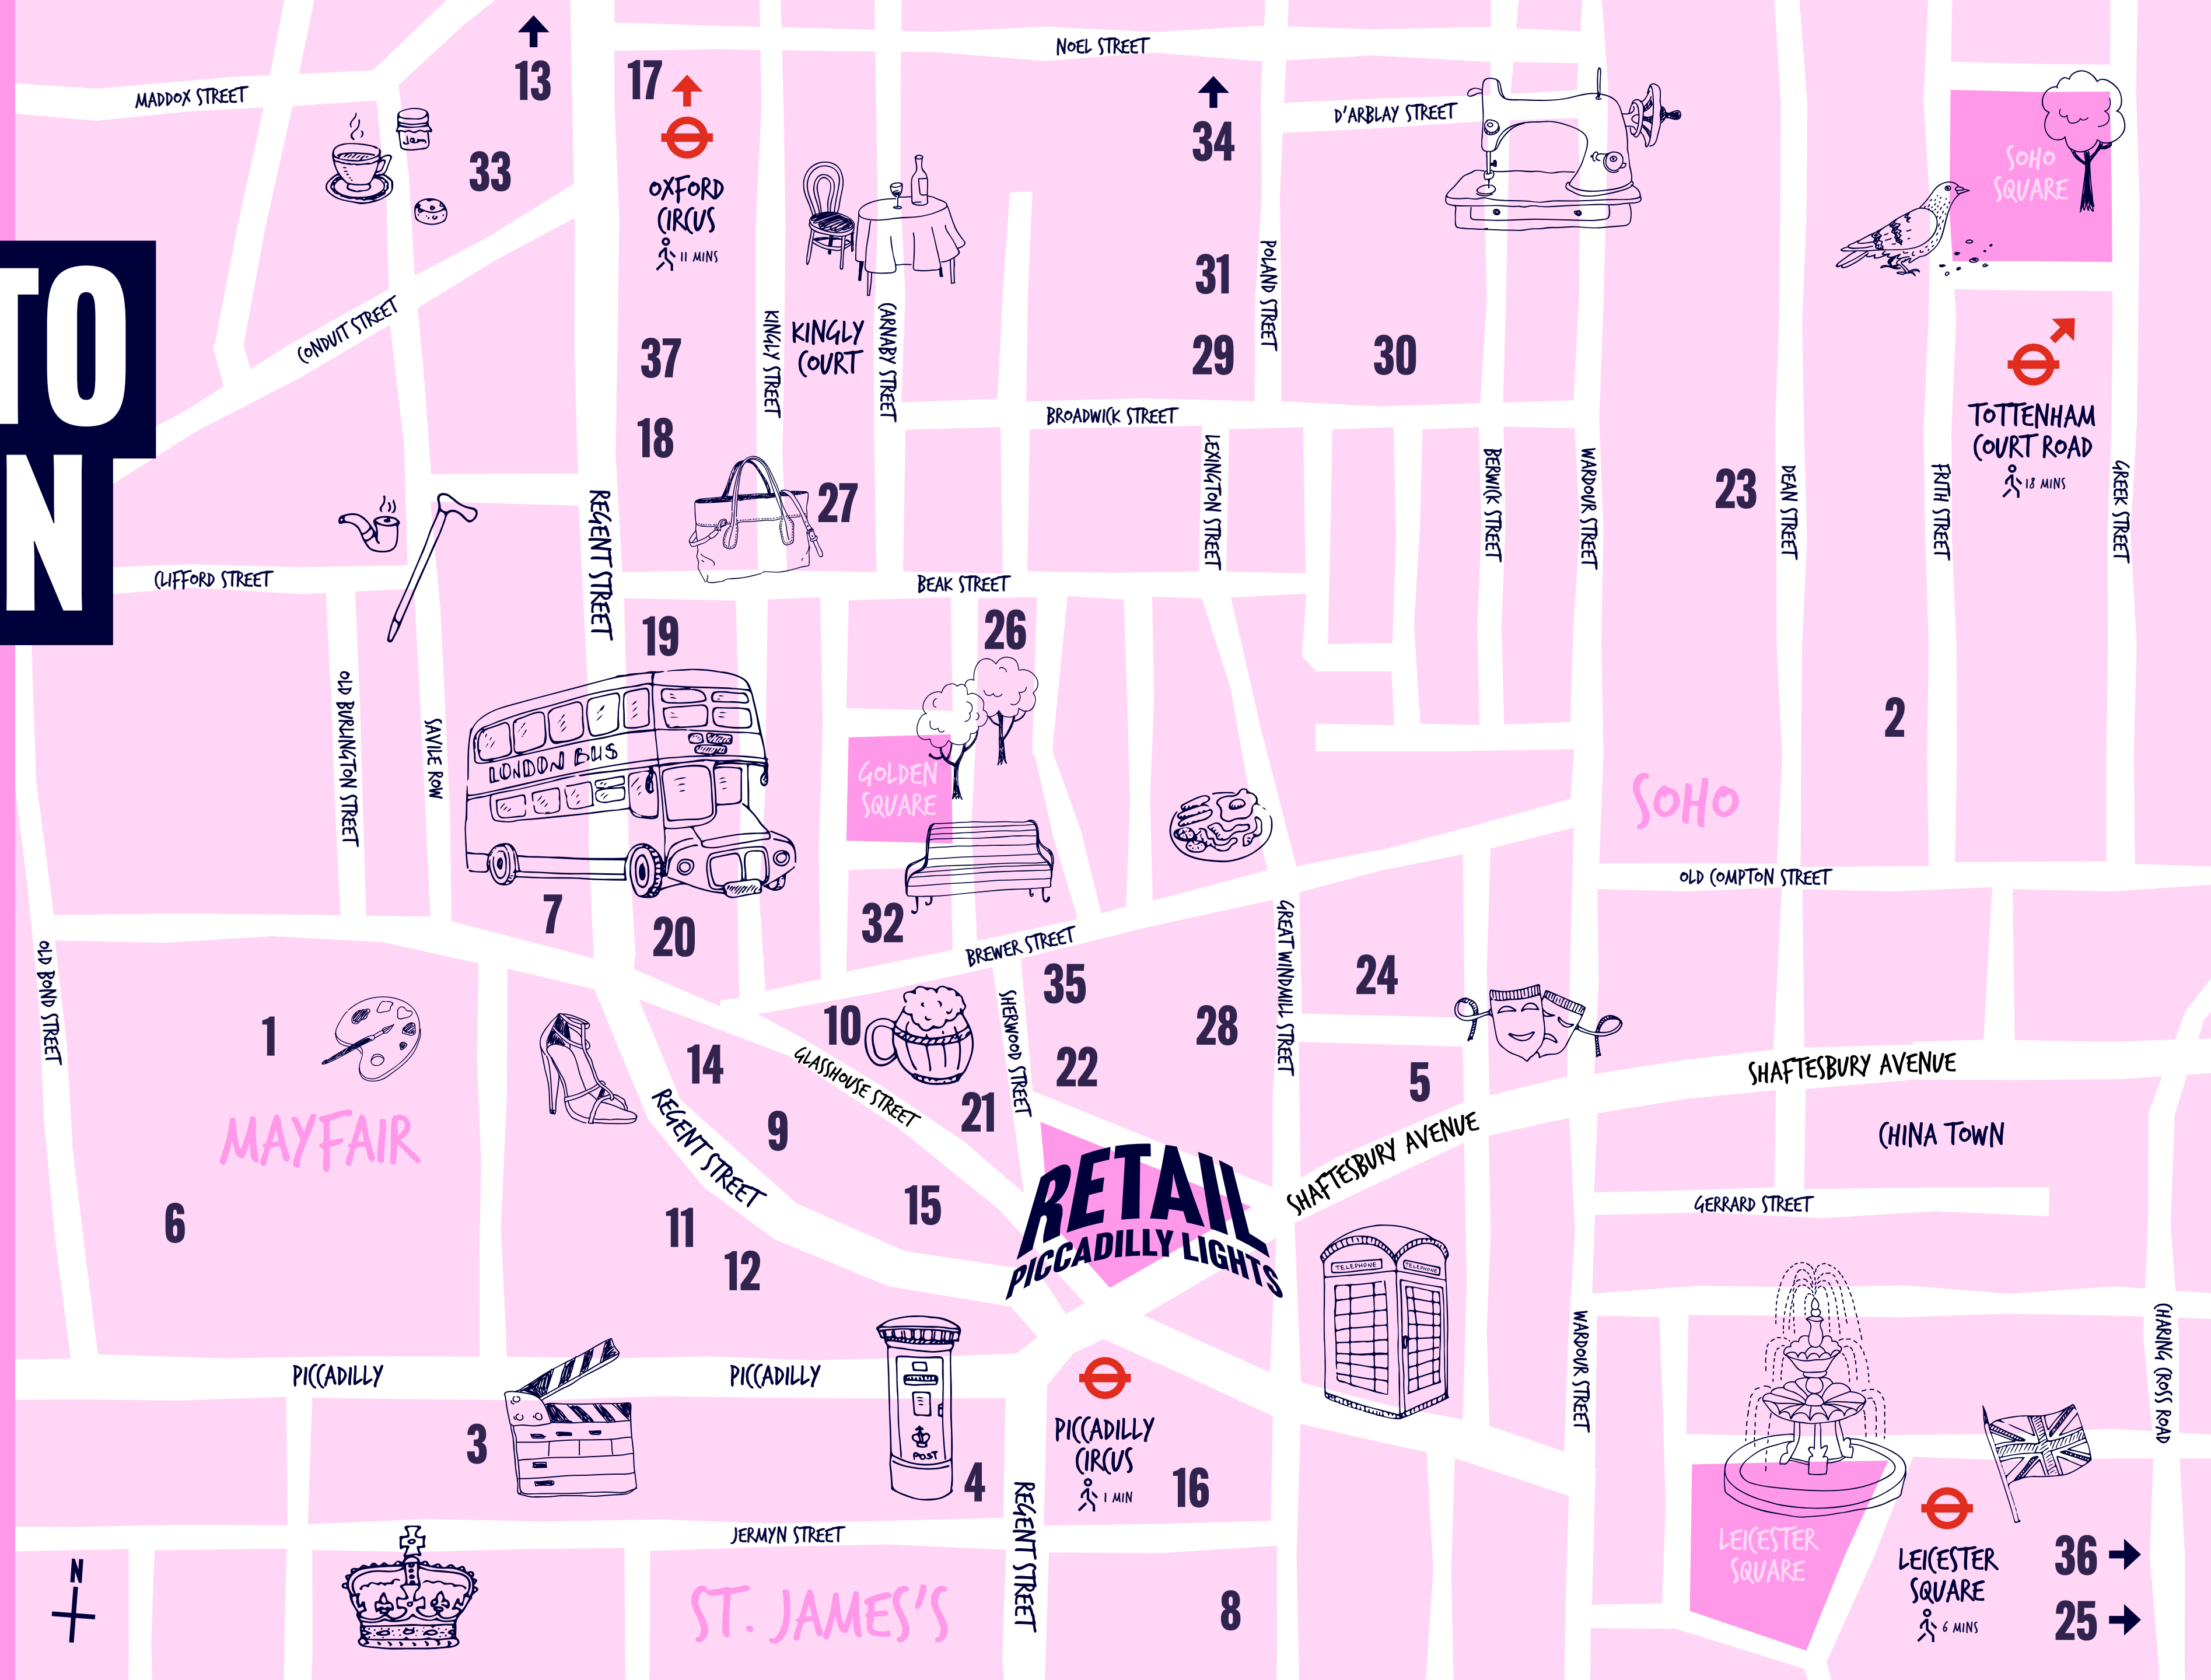 TO
N
MADDOX STREET
13
17
NOEL STREET
34
D'ARBLAY STREET
Jam
33
OXFORD
CIRCUS
11 MINS
SOHO
SQUARE
31
POLAND STREET
CONDUIT STREET
37
KINGLY STREET
KINGLY
COURT
CARNABY STREET
29
30
TOTTENHAM
COURT ROAD
18 MINS
18
BROADWICK STREET
LEXINGTON STREET
BERWICK STREET
WARDOUR STREET
23
DEAN STREET
FRITH STREET
GREEK STREET
27
REGENT STREET
CLIFFORD STREET
BEAK STREET
19
26
OLD BURLINGTON STREET
SAVILE ROW
LONDON BUS
GOLDEN
SQUARE
2
SOHO
OLD COMPTON STREET
7
20
32
BREWER STREET
GREAT WINDMILL STREET
OLD BOND STREET
1
10
35
SHERWOOD STREET
28
24
14
GLASSHOUSE STREET
22
5
SHAFTESBURY AVENUE
MAYFAIR
REGENT STREET
9
21
SHAFTESBURY AVENUE
CHINA TOWN
6
11
15
RETAIL
PICCADILLY LIGHTS
GERRARD STREET
12
TELEPHONE
TELEPHONE
WARDOUR STREET
CHARING CROSS ROAD
PICCADILLY
PICCADILLY
3
POST
4
PICCADILLY
CIRCUS
1 MIN
16
REGENT STREET
JERMYN STREET
LEICESTER
SQUARE
LEICESTER
SQUARE
6 MINS
36
25
N
ST. JAMES'S
8